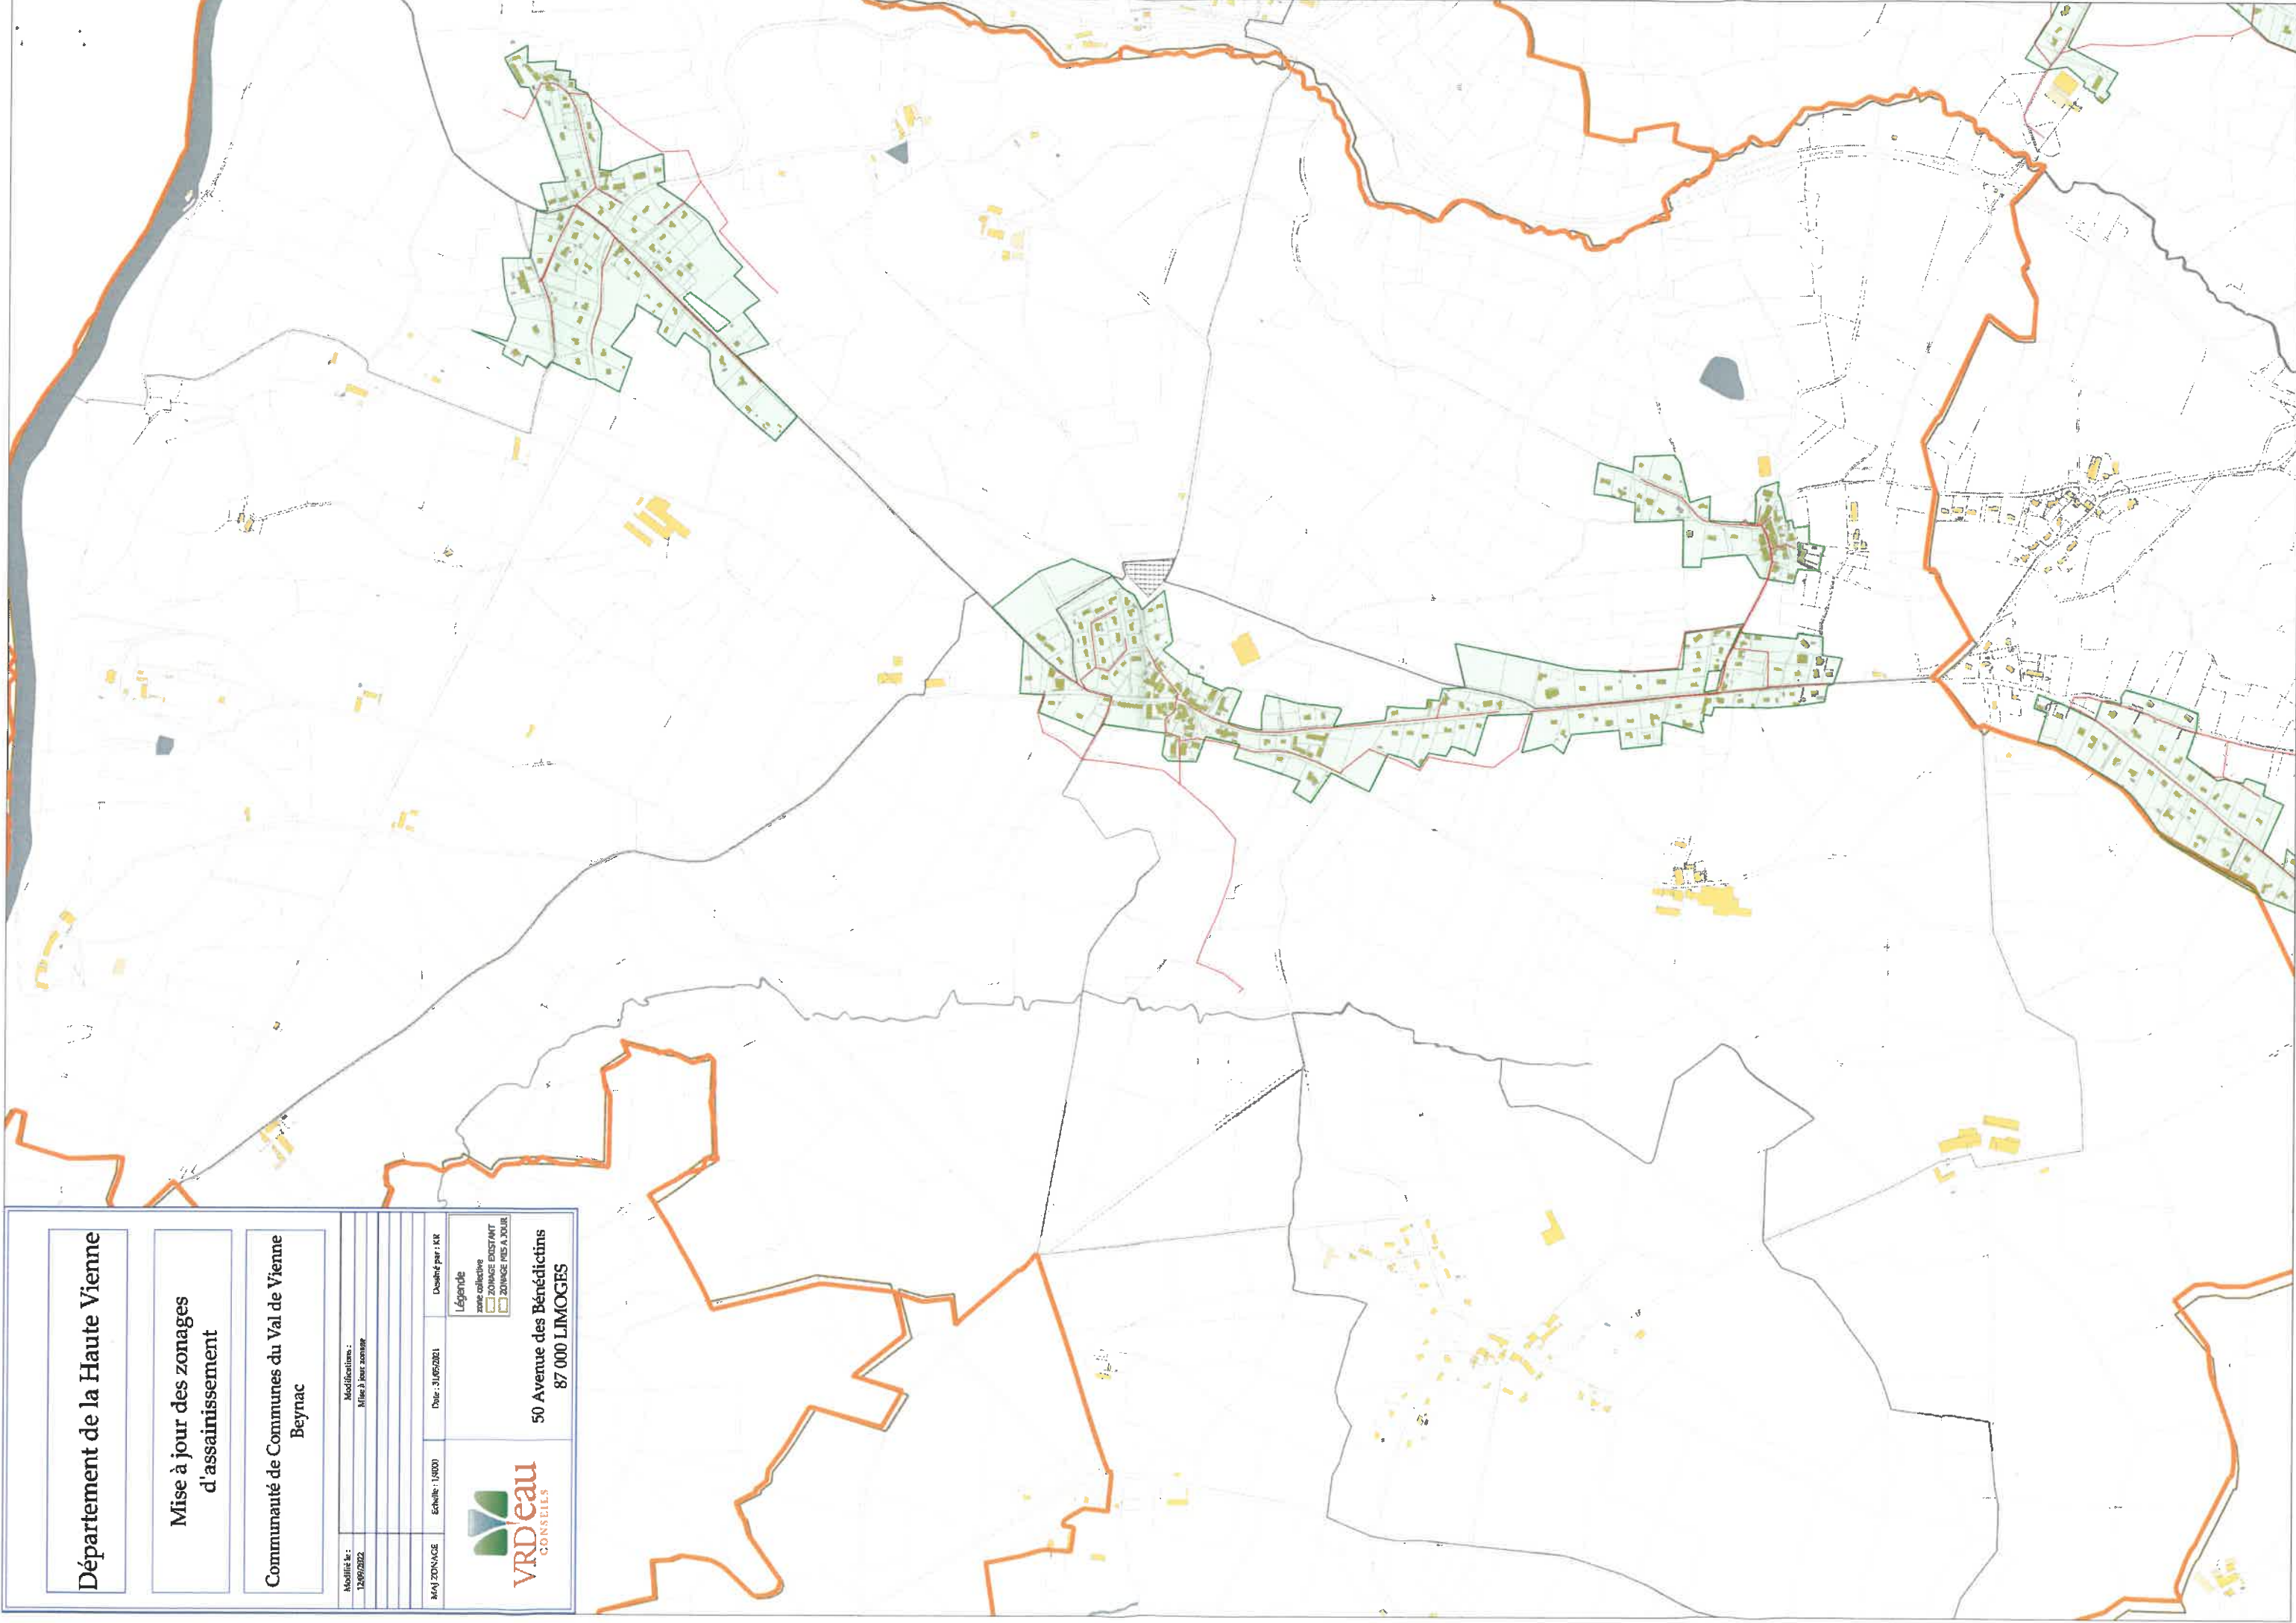 Département de la Haute Vienne
Mise à jour des zonages
d'assainissement
Communauté de Communes du Val de Vienne
Beynac
Modifié le :
Modifications :
12/09/2022
Mise à jour zonage
MAJ ZONAGE
Echelle : 1/4000
Date : 31/05/2021
Dessiné par : KR
Légende
zone collective
ZONAGE EXISTANT
ZONAGE MIS A JOUR
VRD'eau
CONSEILS
50 Avenue des Bénédictins
87 000 LIMOGES